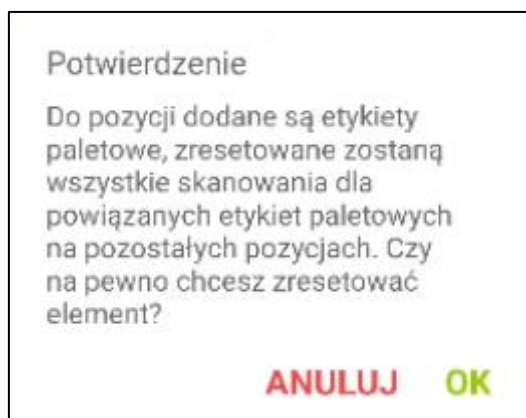 Potwierdzenie
Do pozycji dodane są etykiety
paletowe, zresetowane zostaną
wszystkie skanowania dla
powiązanych etykiet paletowych
na pozostałych pozycjach. Czy
na pewno chcesz zresetować
element?
ANULUJ OK